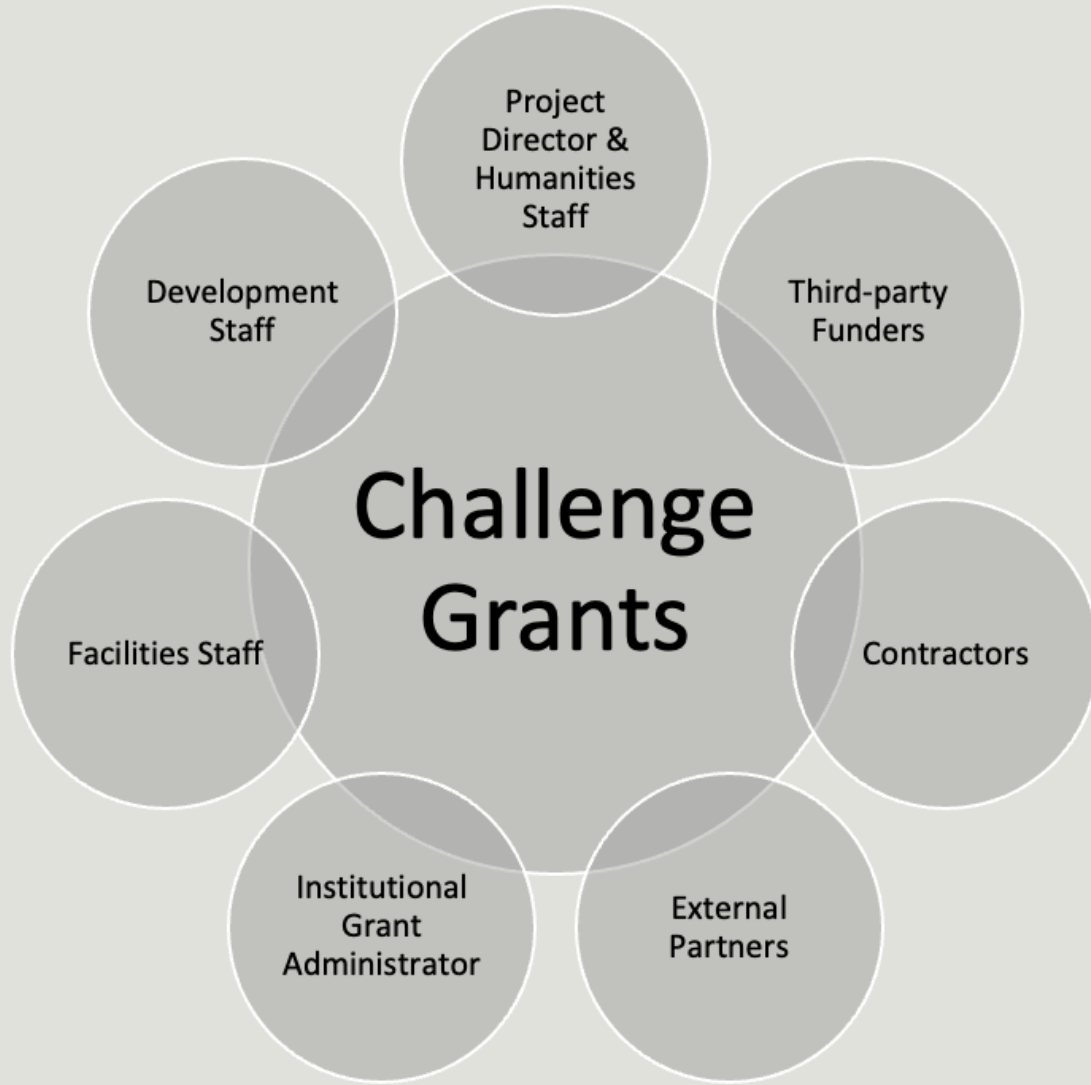 Project
Director &
Humanities
Staff
Third-party
Funders
Contractors
External
Partners
Institutional
Grant
Administrator
Facilities Staff
Development
Staff
Challenge
Grants